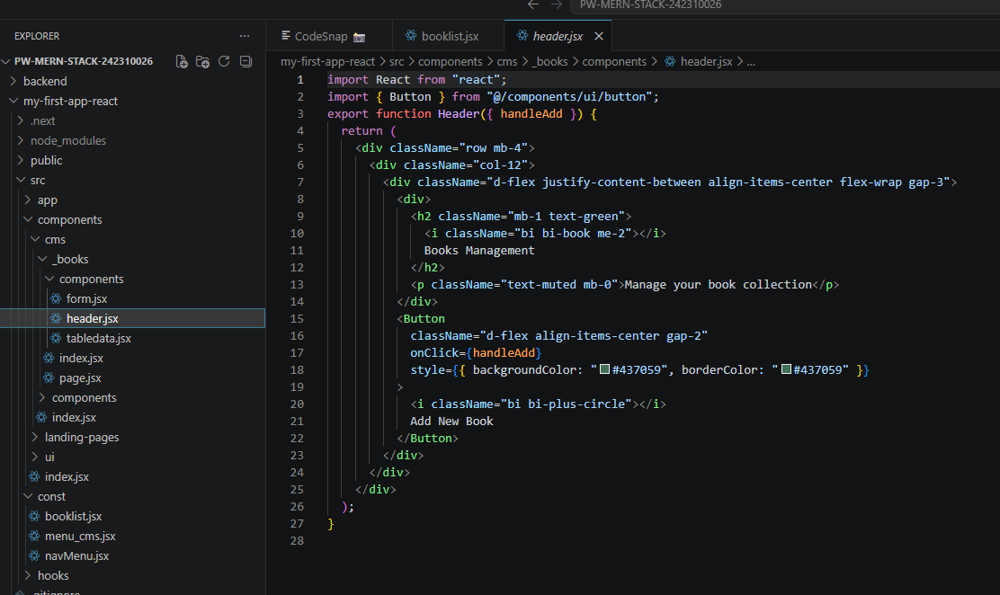 PW-MERN-STACK-242310026
EXPLORER
PW-MERN-STACK-242310026
backend
my-first-app-react
.next
node_modules
public
src
app
components
cms
_books
components
form.jsx
header.jsx
tabledata.jsx
index.jsx
page.jsx
components
index.jsx
landing-pages
ui
index.jsx
const
booklist.jsx
menu_cms.jsx
navMenu.jsx
hooks
.gitignore
CodeSnap
booklist.jsx
header.jsx
my-first-app-react > src > components > cms > _books > components > header.jsx > ...
1 import React from "react";
2 import { Button } from "@/components/ui/button";
3 export function Header({ handleAdd }) {
4 return (
5 <div className="row mb-4">
6 <div className="col-12">
7 <div className="d-flex justify-content-between align-items-center flex-wrap gap-3">
8 <div>
9 <h2 className="mb-1 text-green">
10 <i className="bi bi-book me-2"></i>
11 Books Management
12 </h2>
13 <p className="text-muted mb-0">Manage your book collection</p>
14 </div>
15 <Button
16 className="d-flex align-items-center gap-2"
17 onClick={handleAdd}
18 style={{ backgroundColor: "#437059", borderColor: "#437059" }}
19 >
20 <i className="bi bi-plus-circle"></i>
21 Add New Book
22 </Button>
23 </div>
24 </div>
25 </div>
26 );
27 }
28